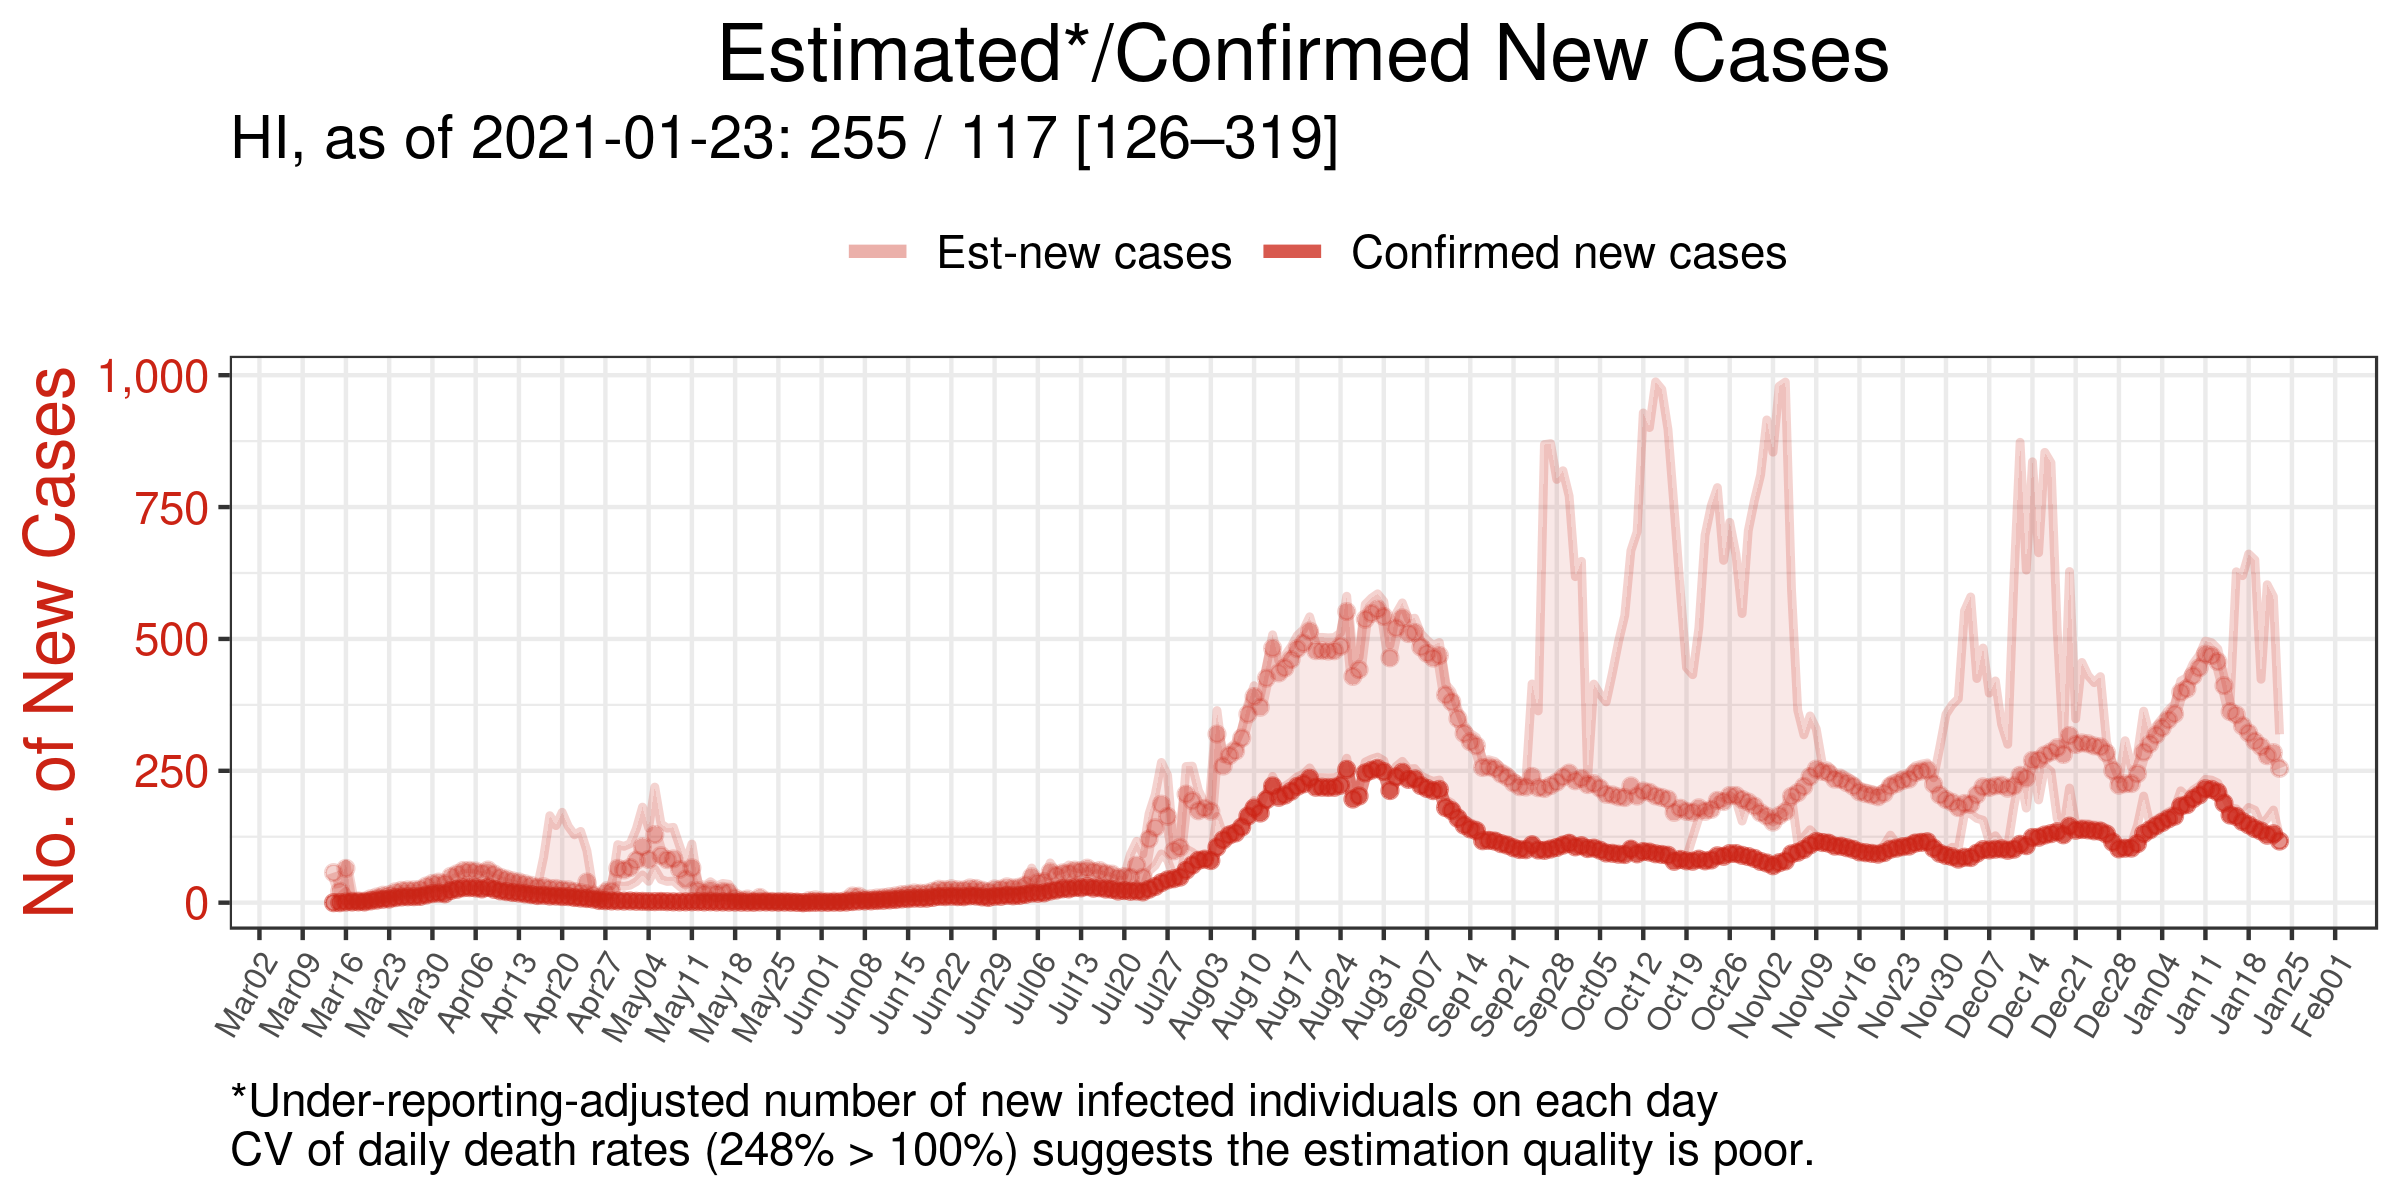 Estimated*/Confirmed New Cases
HI, as of 2021-01-23: 255 / 117 [126–319]
Est-new cases Confirmed new cases
No. of New Cases
1,000
750
500
250
0
Mar02 Mar09 Mar16 Mar23 Mar30 Apr06 Apr13 Apr20 Apr27 May04 May11 May18 May25 Jun01 Jun08 Jun15 Jun22 Jun29 Jul06 Jul13 Jul20 Jul27 Aug03 Aug10 Aug17 Aug24 Aug31 Sep07 Sep14 Sep21 Sep28 Oct05 Oct12 Oct19 Oct26 Nov02 Nov09 Nov16 Nov23 Nov30 Dec07 Dec14 Dec21 Dec28 Jan04 Jan11 Jan18 Jan25 Feb01
*Under-reporting-adjusted number of new infected individuals on each day
CV of daily death rates (248% > 100%) suggests the estimation quality is poor.